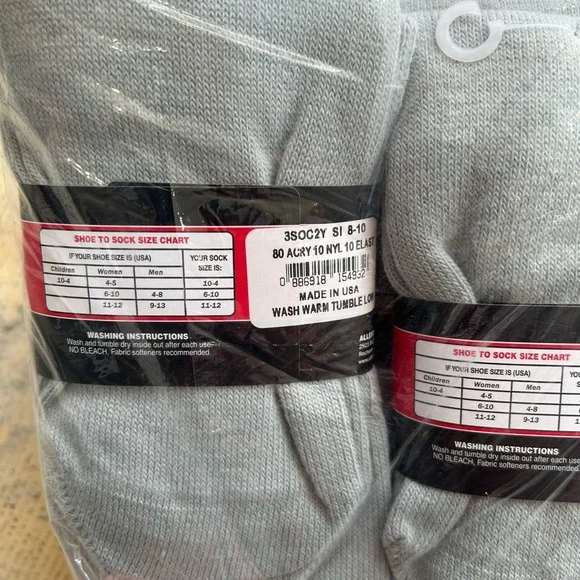 SHOE TO SOCK SIZE CHART
IF YOUR SHOE SIZE IS (USA) YOUR SOCK SIZE IS:
Children Women Men
10-4 4-5 10-4
6-10 4-8 6-10
11-12 9-13 11-12
WASHING INSTRUCTIONS
Wash and tumble dry inside out after each use.
NO BLEACH, Fabric softeners recommended.
3SOC2Y SI 8-10
80 ACRY 10 NYL 10 ELAST
0 886918 154932
MADE IN USA
WASH WARM TUMBLE LOW
SHOE TO SOCK SIZE CHART
IF YOUR SHOE SIZE IS (USA)
Children Women Men
10-4 4-5
6-10 4-8
11-12 9-13
WASHING INSTRUCTIONS
Wash and tumble dry inside out after each use
NO BLEACH, Fabric softeners recommended